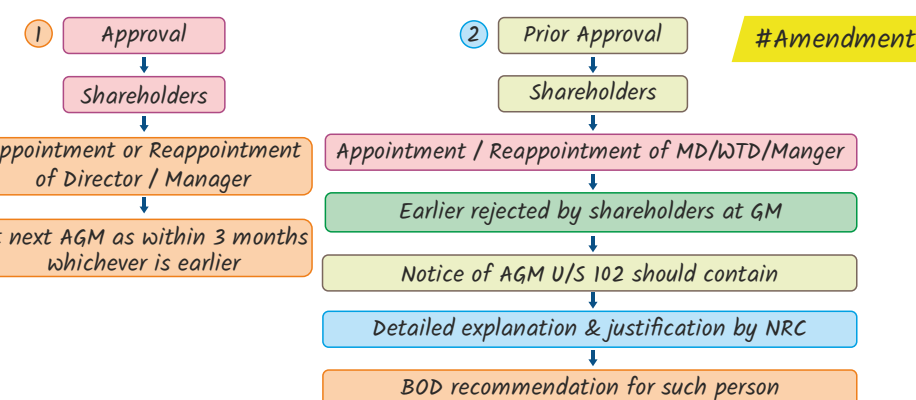 1
Approval
Shareholders
ppointment or Reappointment
of Director / Manager
next AGM as within 3 months
whichever is earlier
2
Prior Approval
Shareholders
Appointment / Reappointment of MD/WTD/Manger
Earlier rejected by shareholders at GM
Notice of AGM U/S 102 should contain
Detailed explanation & justification by NRC
BOD recommendation for such person
#Amendment